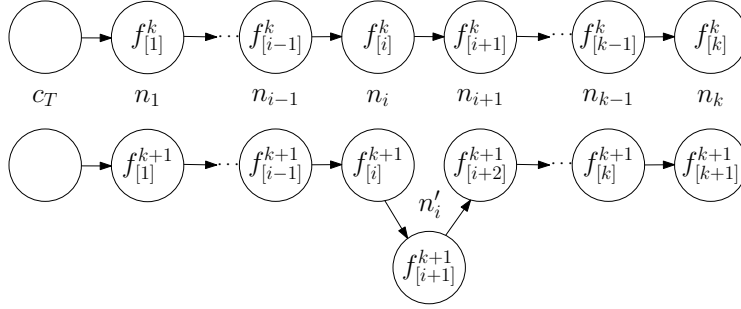 f^k_{[1]} ... f^k_{[i-1]} f^k_{[i]} f^k_{[i+1]} ... f^k_{[k-1]} f^k_{[k]}
c_T n_1 n_{i-1} n_i n_{i+1} n_{k-1} n_k
f^{k+1}_{[1]} ... f^{k+1}_{[i-1]} f^{k+1}_{[i]} f^{k+1}_{[i+2]} ... f^{k+1}_{[k]} f^{k+1}_{[k+1]}
n'_i
f^{k+1}_{[i+1]}